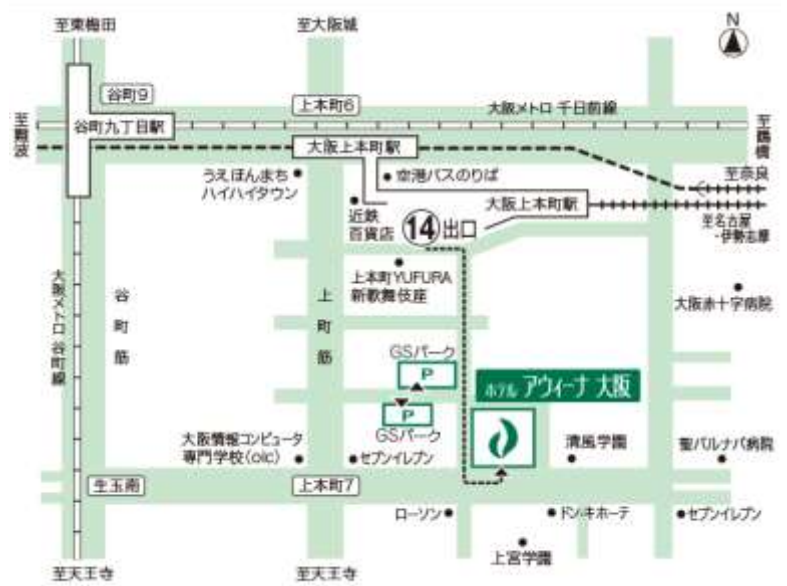 至東梅田
至大阪城
N
谷町9
上本町6
大阪メトロ 千日前線
至難波
谷町九丁目駅
大阪上本町駅
至鶴橋
うえほんまち
ハイハイタウン
空港バスのりば
至奈良
近鉄
百貨店
大阪上本町駅
至名古屋
・伊勢志摩
14出口
上本町YUFURA
新歌舞伎座
大阪赤十字病院
大阪メトロ 谷町線
谷町筋
上町筋
GSパーク
P
ホテル アウィーナ 大阪
P
GSパーク
大阪情報コンピュータ
専門学校(oic)
セブンイレブン
清風学園
聖バルナバ病院
生玉南
上本町7
ローソン
ドン・キホーテ
セブンイレブン
上宮学園
至天王寺
至天王寺